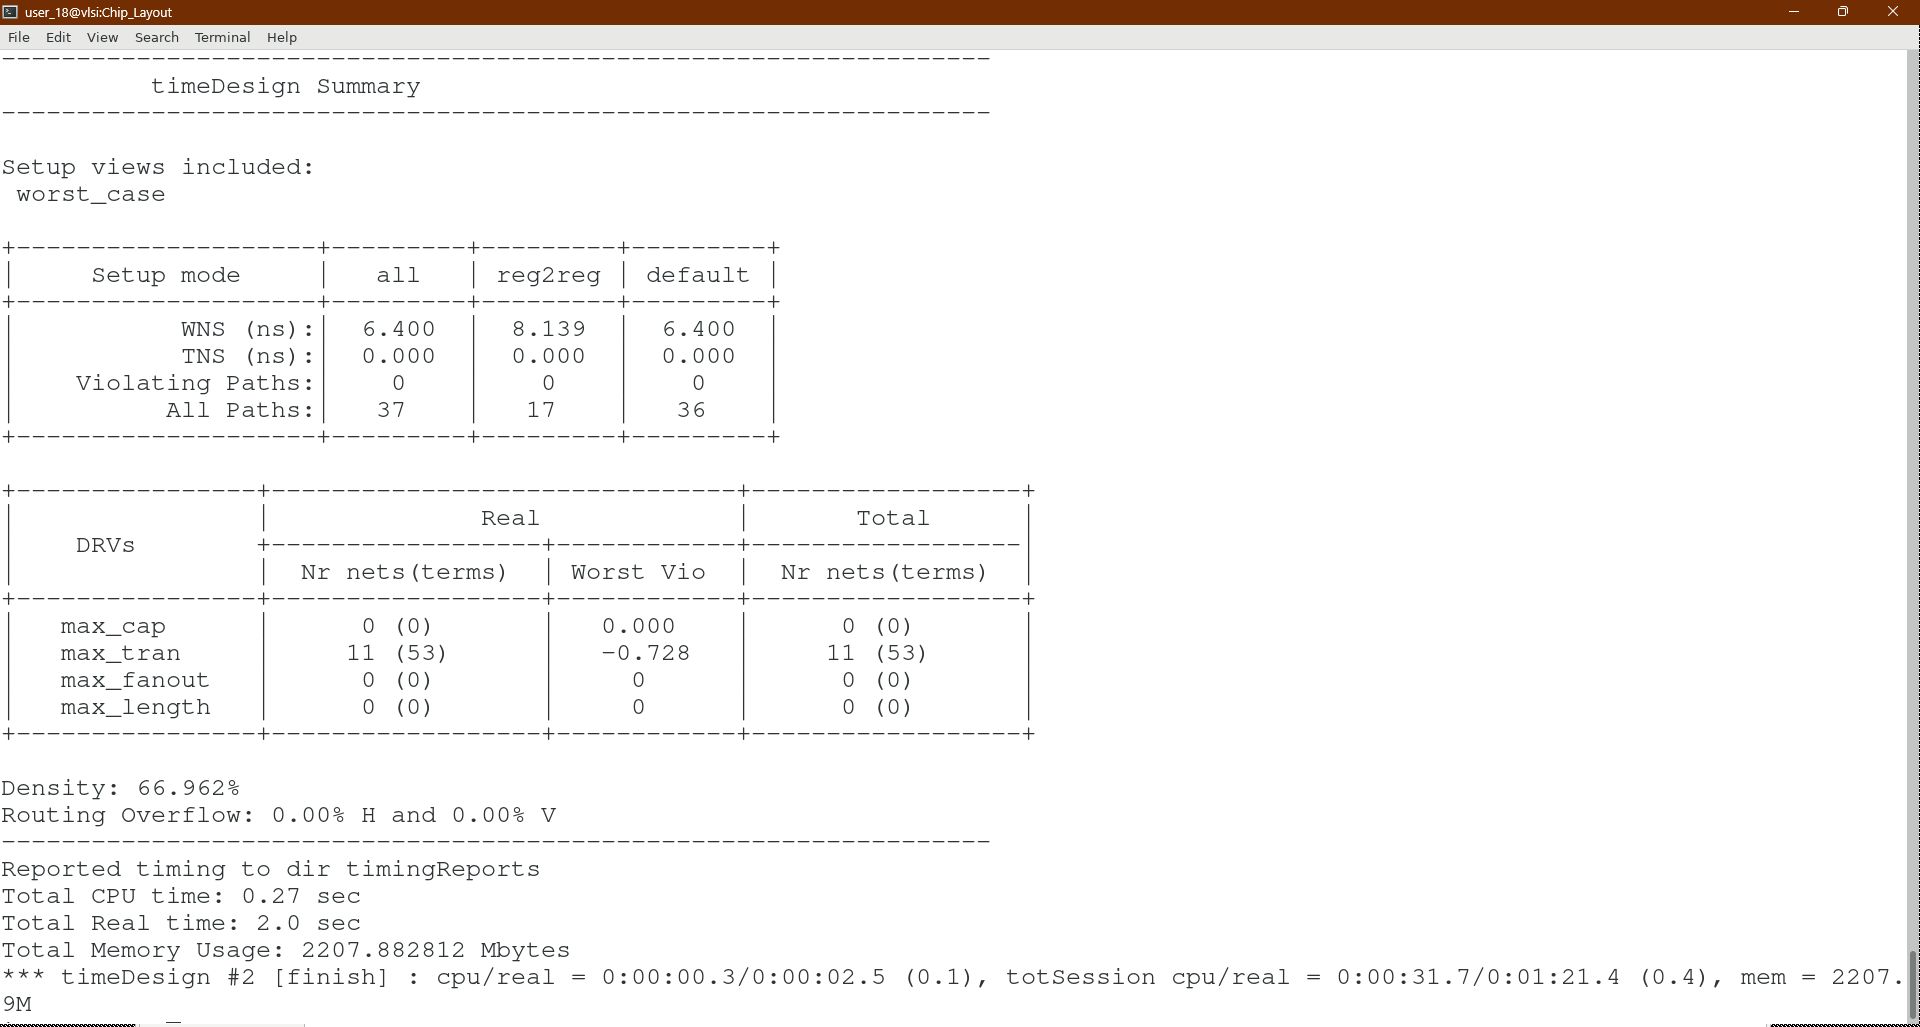 user_18@vlsi:Chip_Layout
File Edit View Search Terminal Help
------------------------------------------------------------------
          timeDesign Summary
------------------------------------------------------------------
Setup views included:
 worst_case
+--------------------+---------+---------+---------+
|     Setup mode     |   all   | reg2reg | default |
+--------------------+---------+---------+---------+
|           WNS (ns):|  6.400  |  8.139  |  6.400  |
|           TNS (ns):|  0.000  |  0.000  |  0.000  |
|    Violating Paths:|    0    |    0    |    0    |
|          All Paths:|   37    |   17    |   36    |
+--------------------+---------+---------+---------+
+----------------+-------------------------------+------------------+
|                |              Real             |       Total      |
|    DRVs        +------------------+------------+------------------|
|                |  Nr nets(terms)  | Worst Vio  |  Nr nets(terms)  |
+----------------+------------------+------------+------------------+
|   max_cap      |      0 (0)       |   0.000    |      0 (0)       |
|   max_tran     |     11 (53)      |   -0.728   |     11 (53)      |
|   max_fanout   |      0 (0)       |     0      |      0 (0)       |
|   max_length   |      0 (0)       |     0      |      0 (0)       |
+----------------+------------------+------------+------------------+
Density: 66.962%
Routing Overflow: 0.00% H and 0.00% V
------------------------------------------------------------------
Reported timing to dir timingReports
Total CPU time: 0.27 sec
Total Real time: 2.0 sec
Total Memory Usage: 2207.882812 Mbytes
*** timeDesign #2 [finish] : cpu/real = 0:00:00.3/0:00:02.5 (0.1), totSession cpu/real = 0:00:31.7/0:01:21.4 (0.4), mem = 2207.
9M